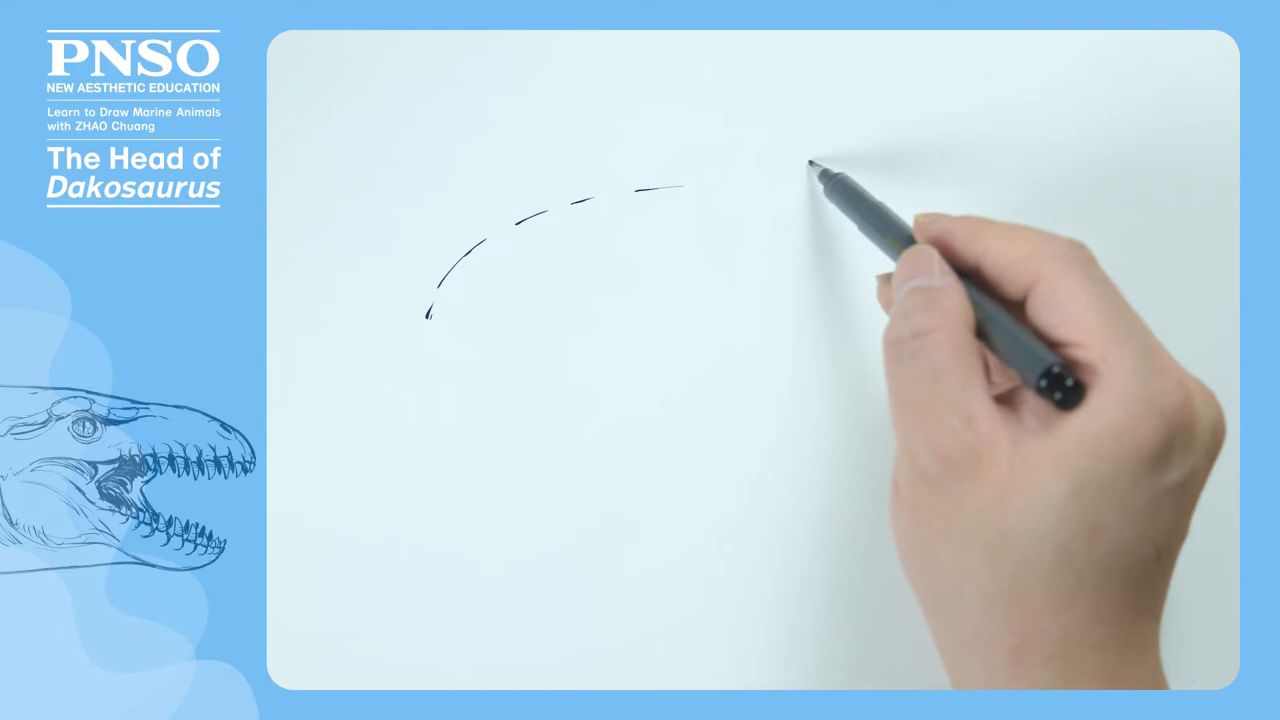 PNSO
NEW AESTHETIC EDUCATION
Learn to Draw Marine Animals
with ZHAO Chuang
The Head of
Dakosaurus